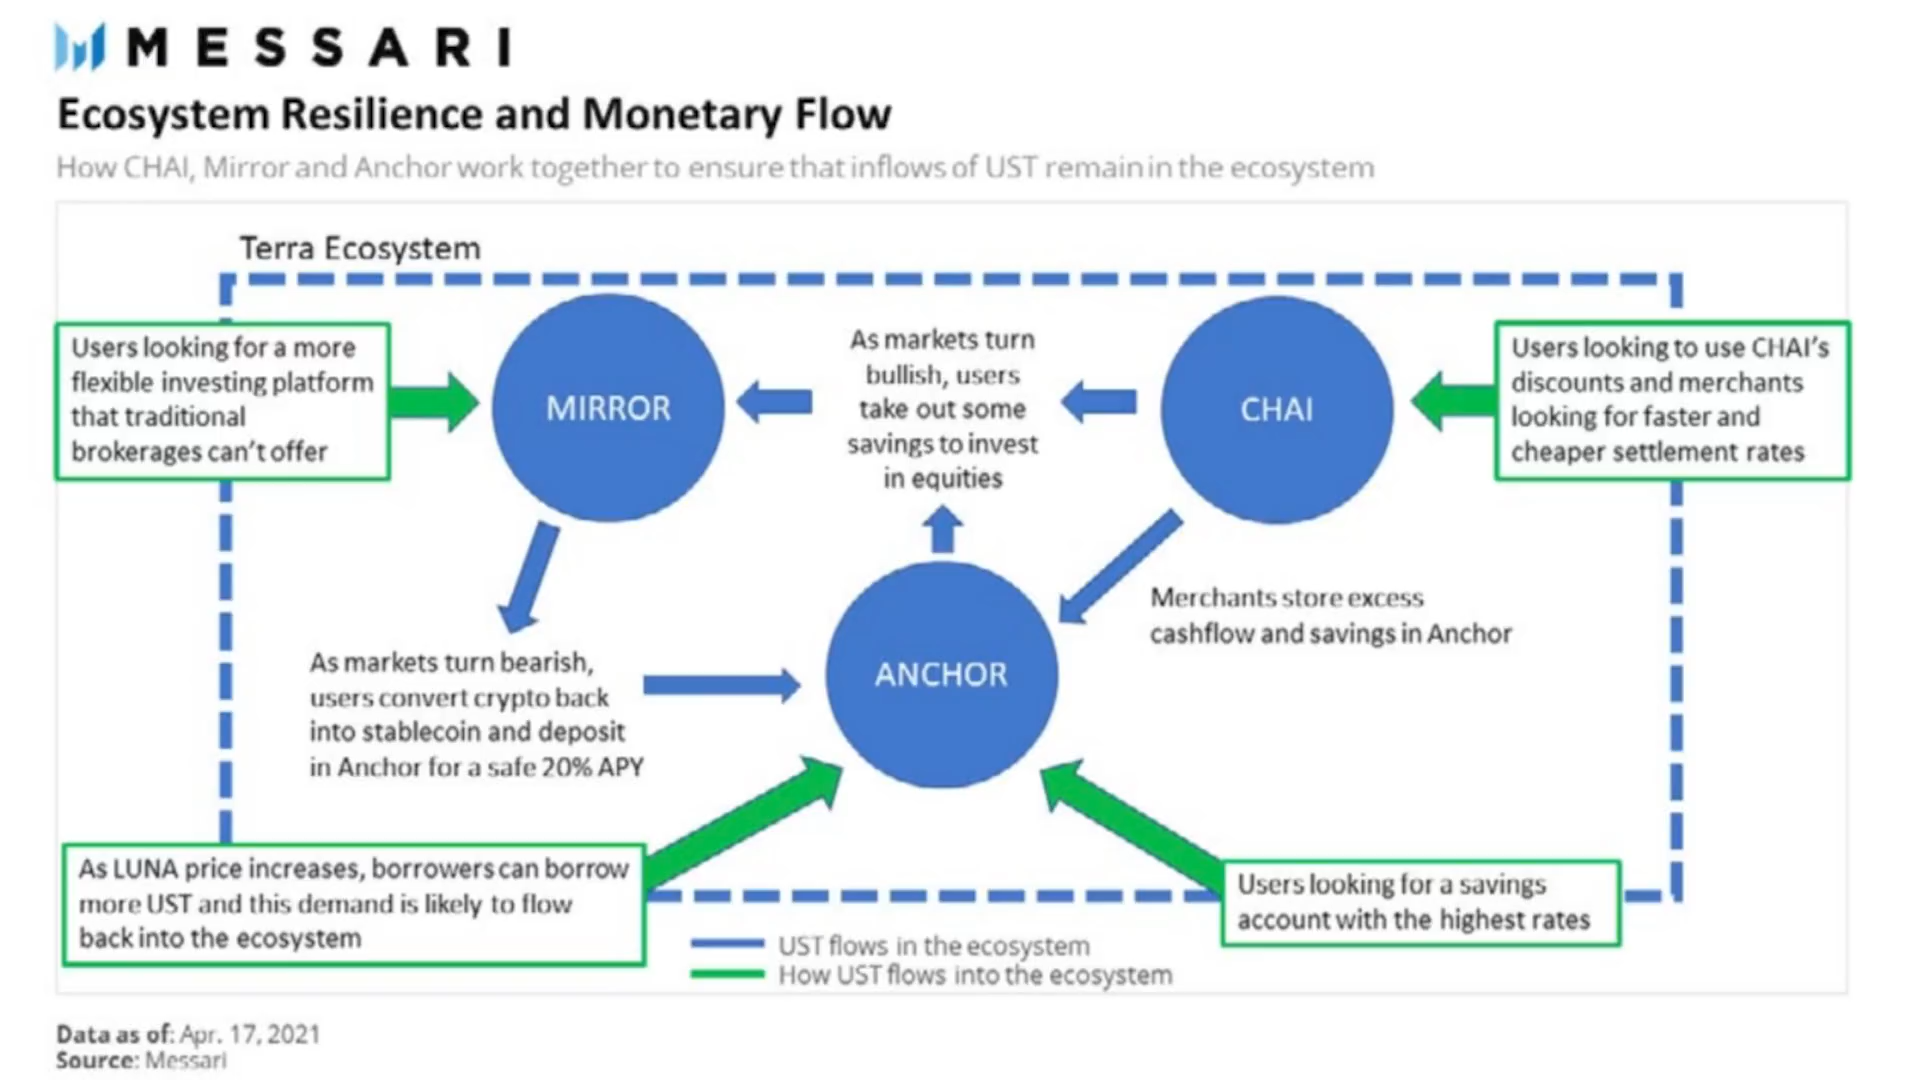 MESSARI
Ecosystem Resilience and Monetary Flow
How CHAI, Mirror and Anchor work together to ensure that inflows of UST remain in the ecosystem
Terra Ecosystem
Users looking for a more
flexible investing platform
that traditional
brokerages can't offer
MIRROR
As markets turn
bullish, users
take out some
savings to invest
in equities
CHAI
Users looking to use CHAI's
discounts and merchants
looking for faster and
cheaper settlement rates
Merchants store excess
cashflow and savings in Anchor
As markets turn bearish,
users convert crypto back
into stablecoin and deposit
in Anchor for a safe 20% APY
ANCHOR
As LUNA price increases, borrowers can borrow
more UST and this demand is likely to flow
back into the ecosystem
Users looking for a savings
account with the highest rates
UST flows in the ecosystem
How UST flows into the ecosystem
Data as of: Apr. 17, 2021
Source: Messari